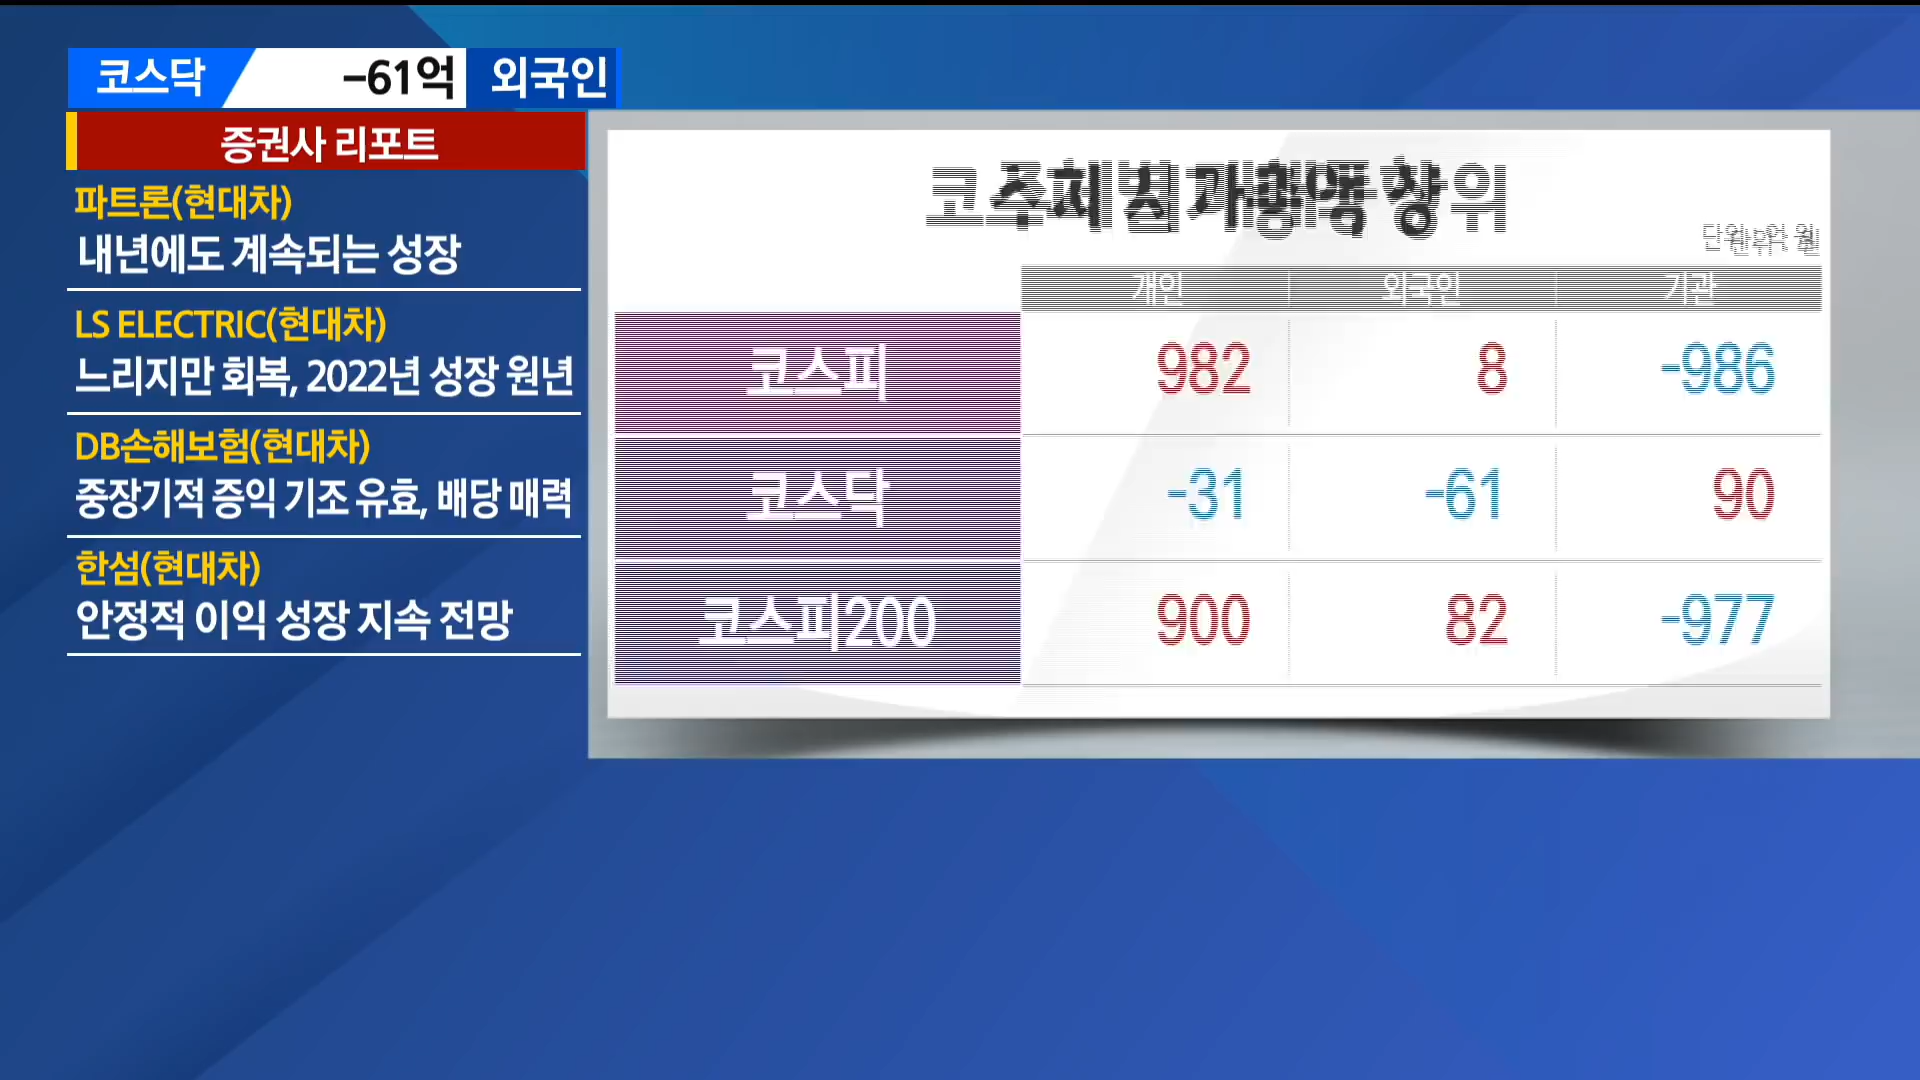 코스닥 -61억 외국인
증권사 리포트
파트론(현대차)
내년에도 계속되는 성장
LS ELECTRIC(현대차)
느리지만 회복, 2022년 성장 원년
DB손해보험(현대차)
중장기적 증익 기조 유효, 배당 매력
한섬(현대차)
안정적 이익 성장 지속 전망
개인 외국인 기관
코스피 982 8 -986
코스닥 -31 -61 90
코스피200 900 82 -977